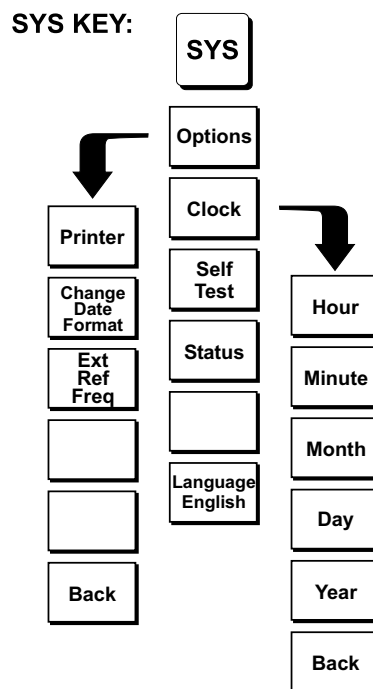 SYS KEY:
SYS
Options
Clock
Self
Test
Status
Language
English
Printer
Change
Date
Format
Ext
Ref
Freq
Back
Hour
Minute
Month
Day
Year
Back